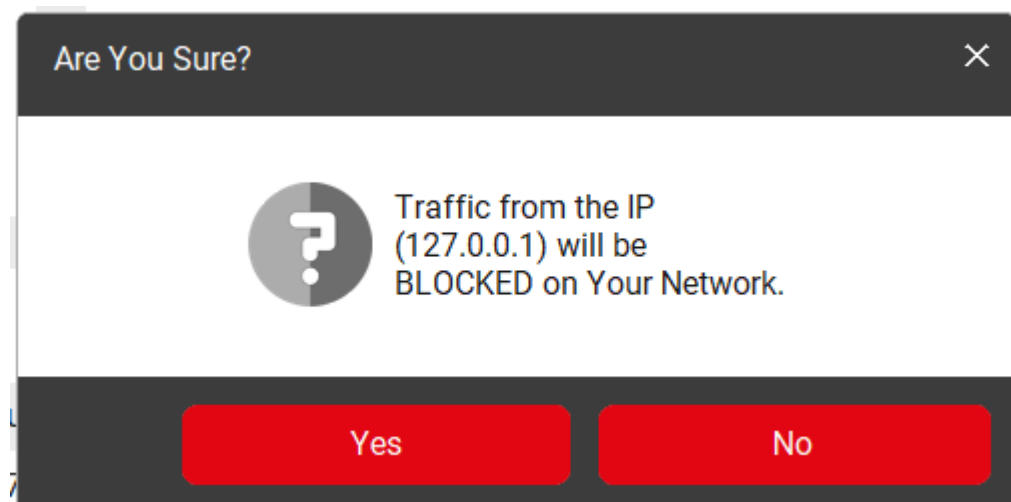 Are You Sure?
Traffic from the IP
(127.0.0.1) will be
BLOCKED on Your Network.
Yes
No